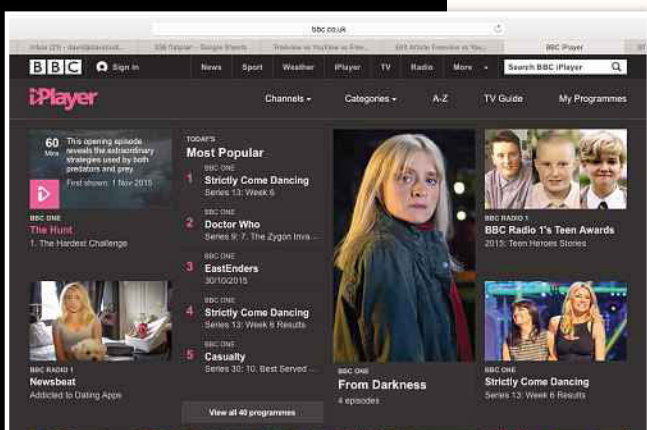 bbc.co.uk
BBC iPlayer
BBC Sign in News Sport Weather iPlayer TV Radio More Search BBC iPlayer
iPlayer Channels Categories A-Z TV Guide My Programmes
60 Mins
This opening episode
reveals the extraordinary
strategies used by both
predators and prey.
First shown: 1 Nov 2015
BBC ONE
The Hunt
1. The Hardest Challenge
BBC RADIO 1
Newsbeat
Addicted to Dating Apps
TODAY'S
Most Popular
BBC ONE
1 Strictly Come Dancing
Series 13: Week 6
BBC ONE
2 Doctor Who
Series 9: 7. The Zygon Inva...
BBC ONE
3 EastEnders
30/10/2015
BBC ONE
4 Strictly Come Dancing
Series 13: Week 6 Results
BBC ONE
5 Casualty
Series 30: 10. Best Served ...
View all 40 programmes
BBC ONE
From Darkness
4 episodes
BBC RADIO 1
BBC Radio 1's Teen Awards
2015: Teen Heroes Stories
BBC ONE
Strictly Come Dancing
Series 13: Week 6 Results